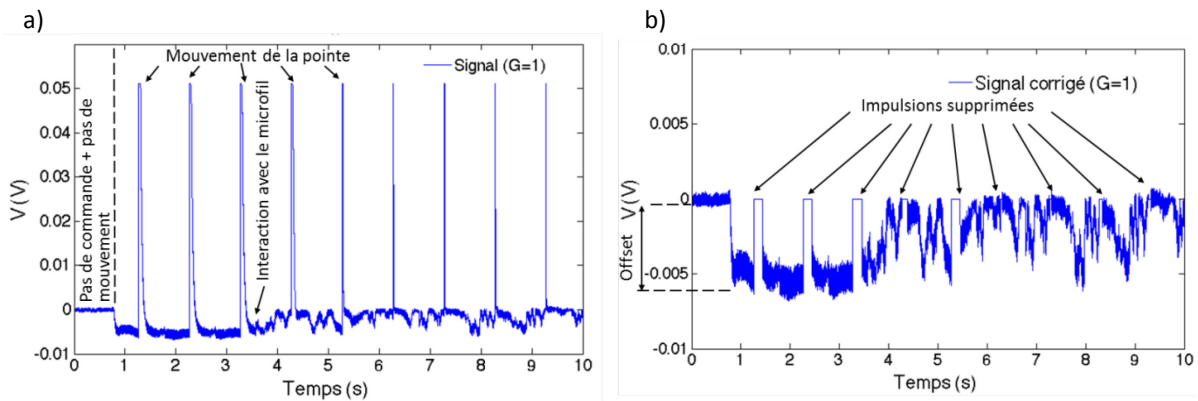 a)
Mouvement de la pointe
Signal (G=1)
Pas de commande + pas de
mouvement
Interaction avec le microfil
0.05
0.04
0.03
0.02
0.01
0
-0.01
V (V)
0 1 2 3 4 5 6 7 8 9 10
Temps (s)
b)
Signal corrigé (G=1)
Impulsions supprimées
0.01
0.005
0
-0.005
-0.01
V (V)
Offset
0 1 2 3 4 5 6 7 8 9 10
Temps (s)